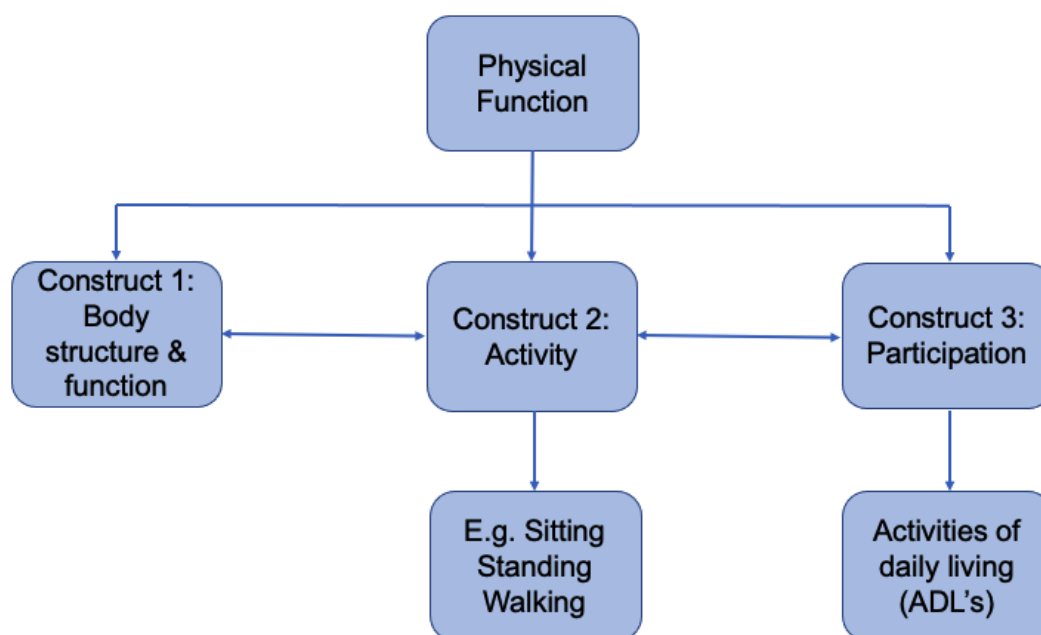 Physical
Function
Construct 1:
Body
structure &
function
Construct 2:
Activity
Construct 3:
Participation
E.g. Sitting
Standing
Walking
Activities of
daily living
(ADL’s)